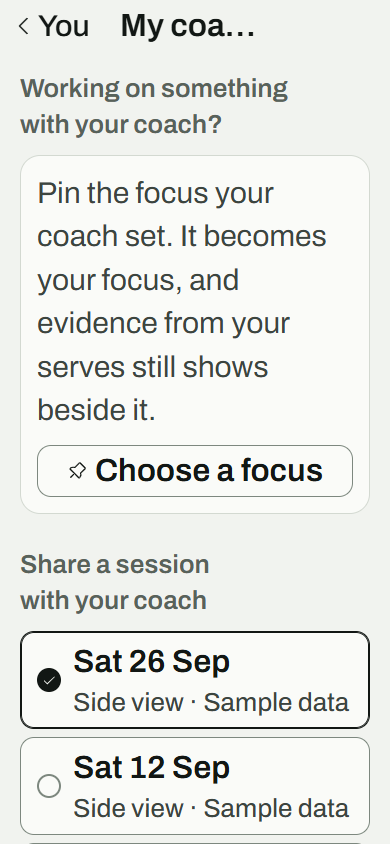 You My coa...
Working on something
with your coach?
Pin the focus your
coach set. It becomes
your focus, and
evidence from your
serves still shows
beside it.
Choose a focus
Share a session
with your coach
Sat 26 Sep
Side view · Sample data
Sat 12 Sep
Side view · Sample data